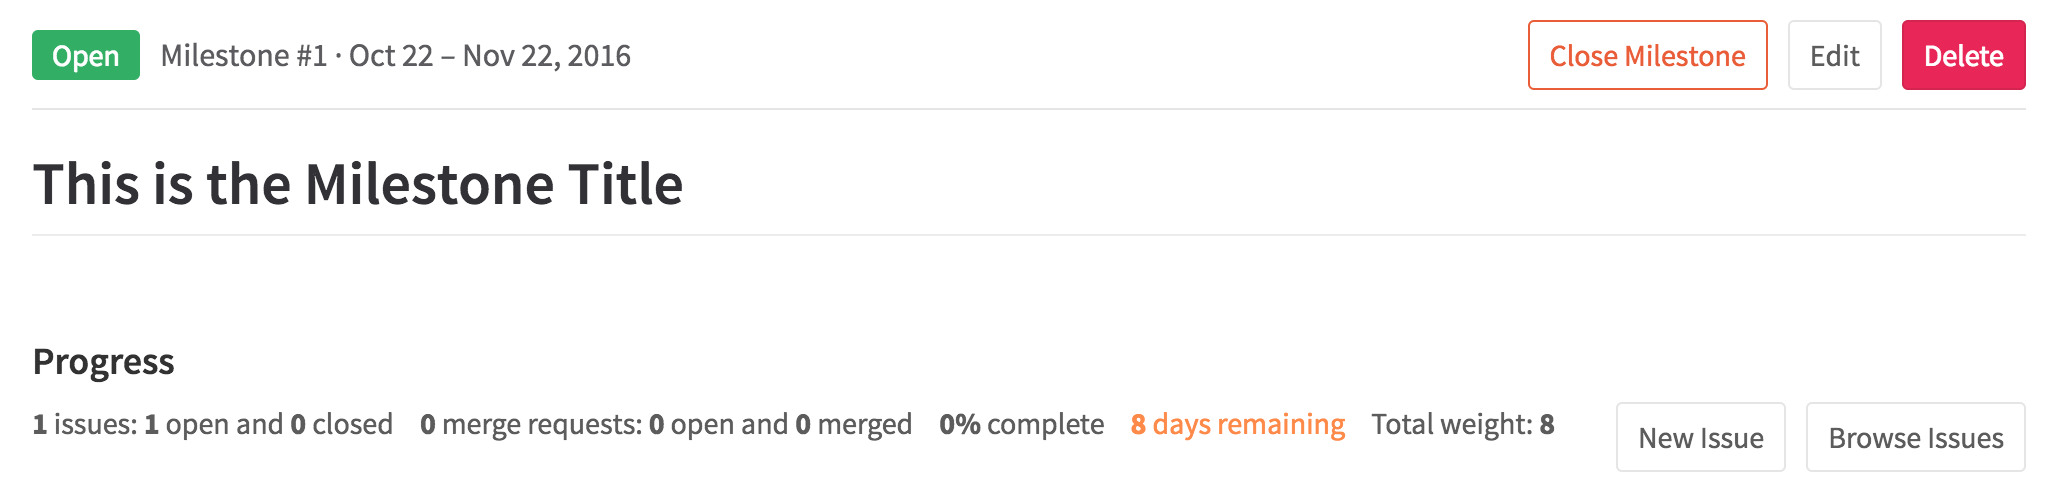 Open Milestone #1 · Oct 22 – Nov 22, 2016 Close Milestone Edit Delete
This is the Milestone Title
Progress
1 issues: 1 open and 0 closed 0 merge requests: 0 open and 0 merged 0% complete 8 days remaining Total weight: 8 New Issue Browse Issues